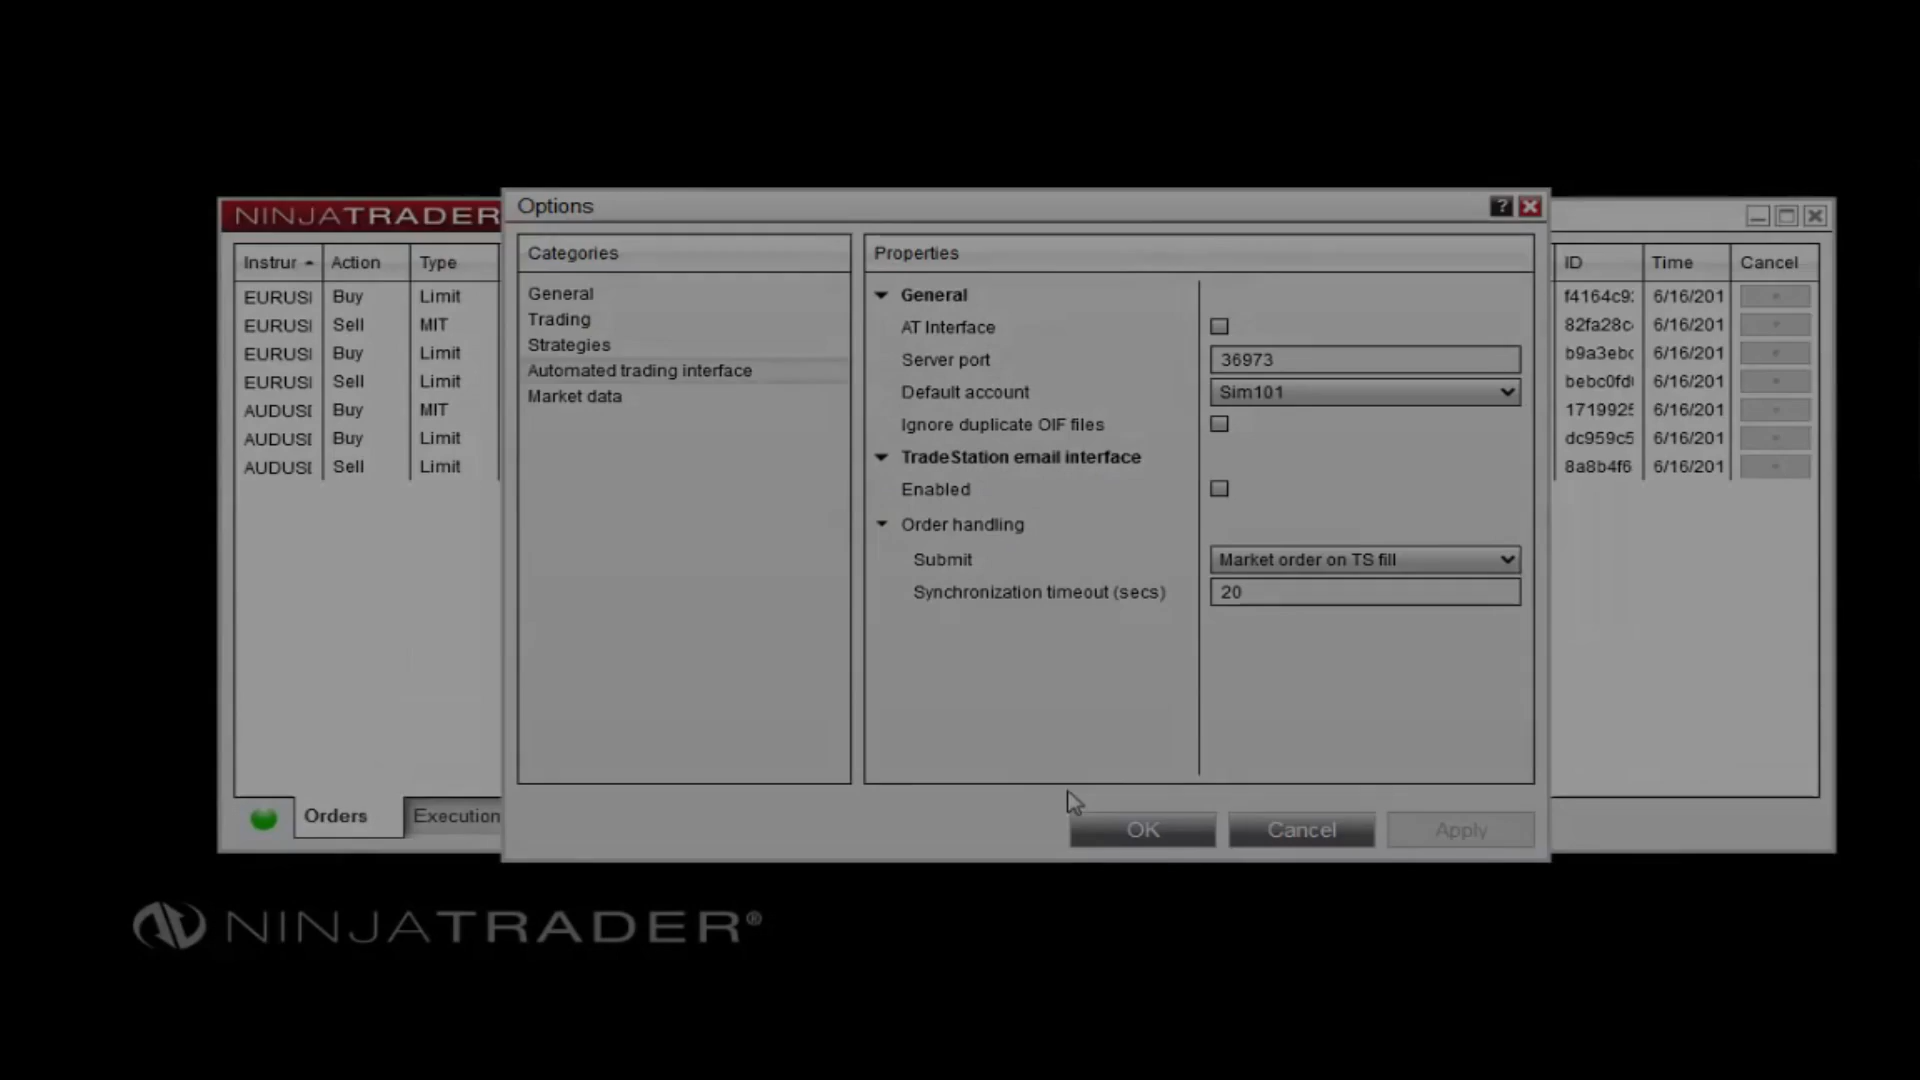 NINJATRADER
Options
?
Instrur Action Type
ID Time Cancel
EURUSI Buy Limit
EURUSI Sell MIT
EURUSI Buy Limit
EURUSI Sell Limit
AUDUSI Buy MIT
AUDUSI Buy Limit
AUDUSI Sell Limit
Categories
General
Trading
Strategies
Automated trading interface
Market data
Properties
General
AT Interface
Server port 36973
Default account Sim101
Ignore duplicate OIF files
TradeStation email interface
Enabled
Order handling
Submit Market order on TS fill
Synchronization timeout (secs) 20
f4164c9 6/16/201
82fa28c 6/16/201
b9a3ebc 6/16/201
bebc0fd 6/16/201
1719925 6/16/201
dc959c5 6/16/201
8a8b4f6 6/16/201
Orders Execution
OK Cancel Apply
NINJATRADER®